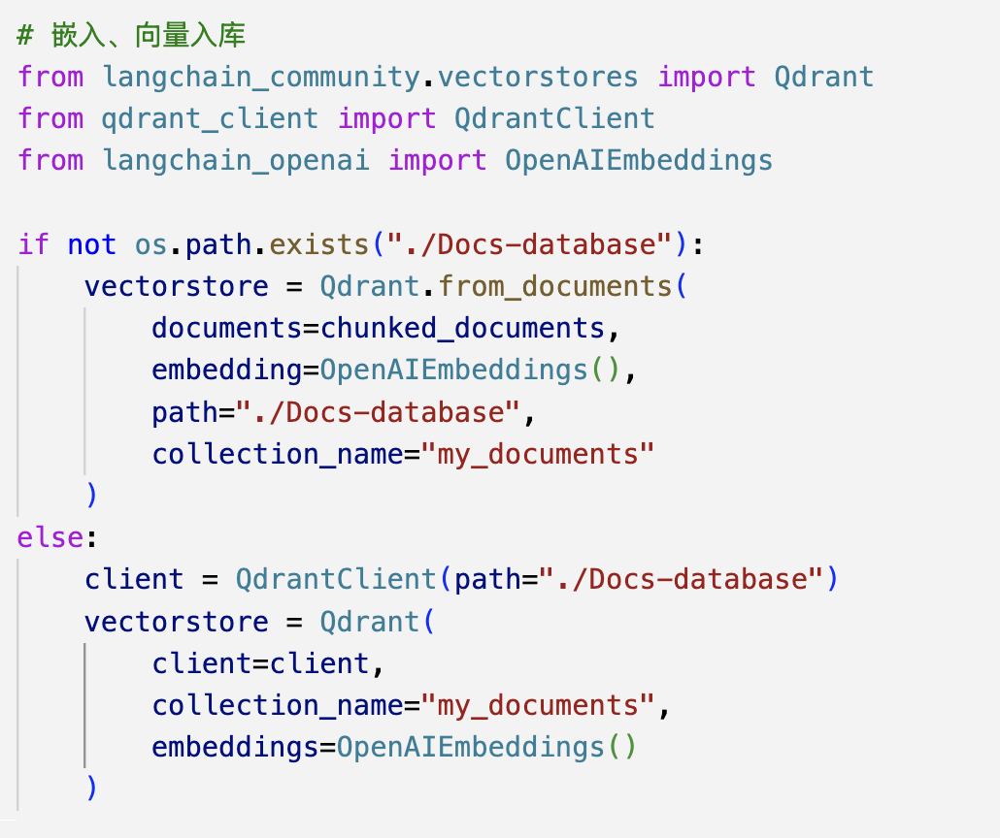 # 嵌入、向量入库
from langchain_community.vectorstores import Qdrant
from qdrant_client import QdrantClient
from langchain_openai import OpenAIEmbeddings

if not os.path.exists("./Docs-database"):
    vectorstore = Qdrant.from_documents(
        documents=chunked_documents,
        embedding=OpenAIEmbeddings(),
        path="./Docs-database",
        collection_name="my_documents"
    )
else:
    client = QdrantClient(path="./Docs-database")
    vectorstore = Qdrant(
        client=client,
        collection_name="my_documents",
        embeddings=OpenAIEmbeddings()
    )